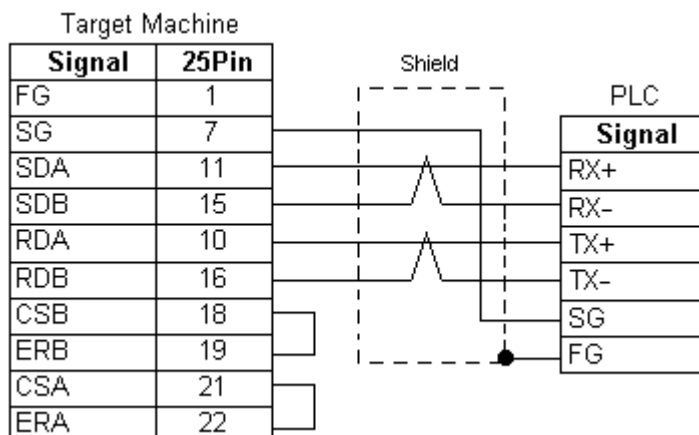 Target Machine
Signal 25Pin
FG 1
SG 7
SDA 11
SDB 15
RDA 10
RDB 16
CSB 18
ERB 19
CSA 21
ERA 22
Shield
PLC
Signal
RX+
RX-
TX+
TX-
SG
FG